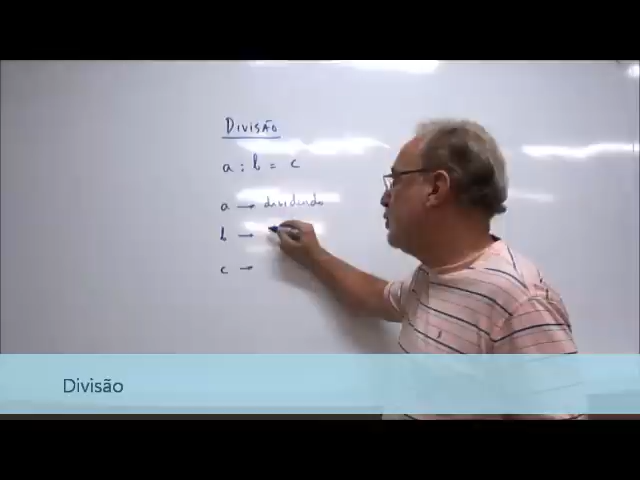 DIVISÃO
a : b = c
a → dividendo
b →
c →
Divisão